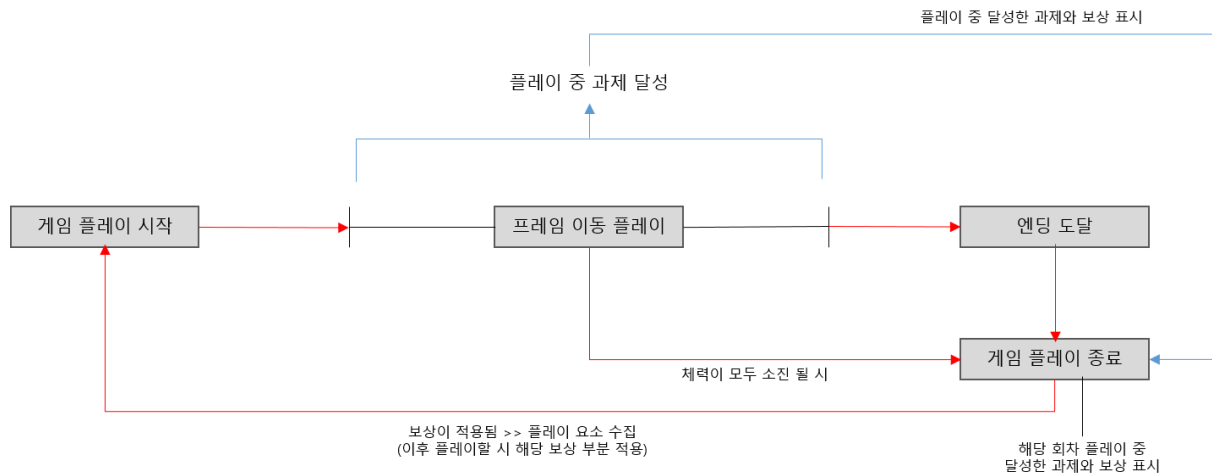 플레이 중 달성한 과제와 보상 표시
플레이 중 과제 달성
게임 플레이 시작
프레임 이동 플레이
엔딩 도달
게임 플레이 종료
체력이 모두 소진 될 시
보상이 적용됨 >> 플레이 요소 수집
(이후 플레이할 시 해당 보상 부분 적용)
해당 회차 플레이 중
달성한 과제와 보상 표시